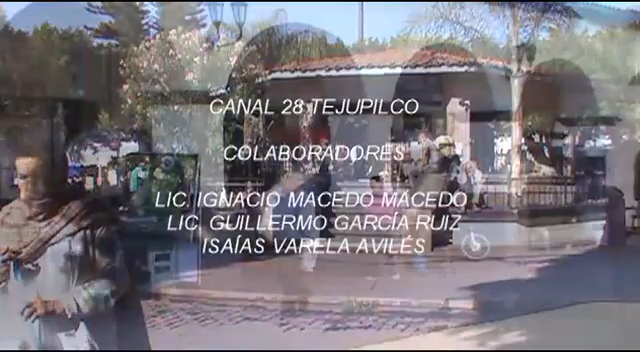 CANAL 28 TEJUPILCO
COLABORADORES
LIC. IGNACIO MACEDO MACEDO
LIC. GUILLERMO GARCÍA RUIZ
ISAÍAS VARELA AVILÉS